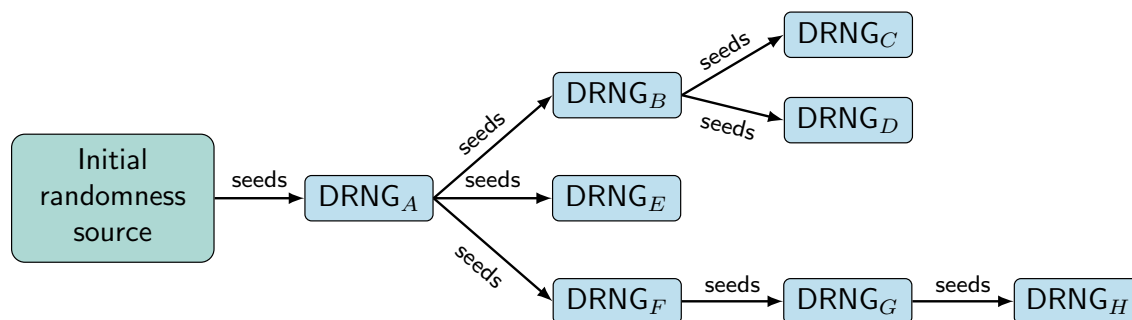 Initial
randomness
source
seeds
DRNG_A
seeds
DRNG_B
seeds
DRNG_C
seeds
DRNG_D
seeds
DRNG_E
seeds
DRNG_F
seeds
DRNG_G
seeds
DRNG_H